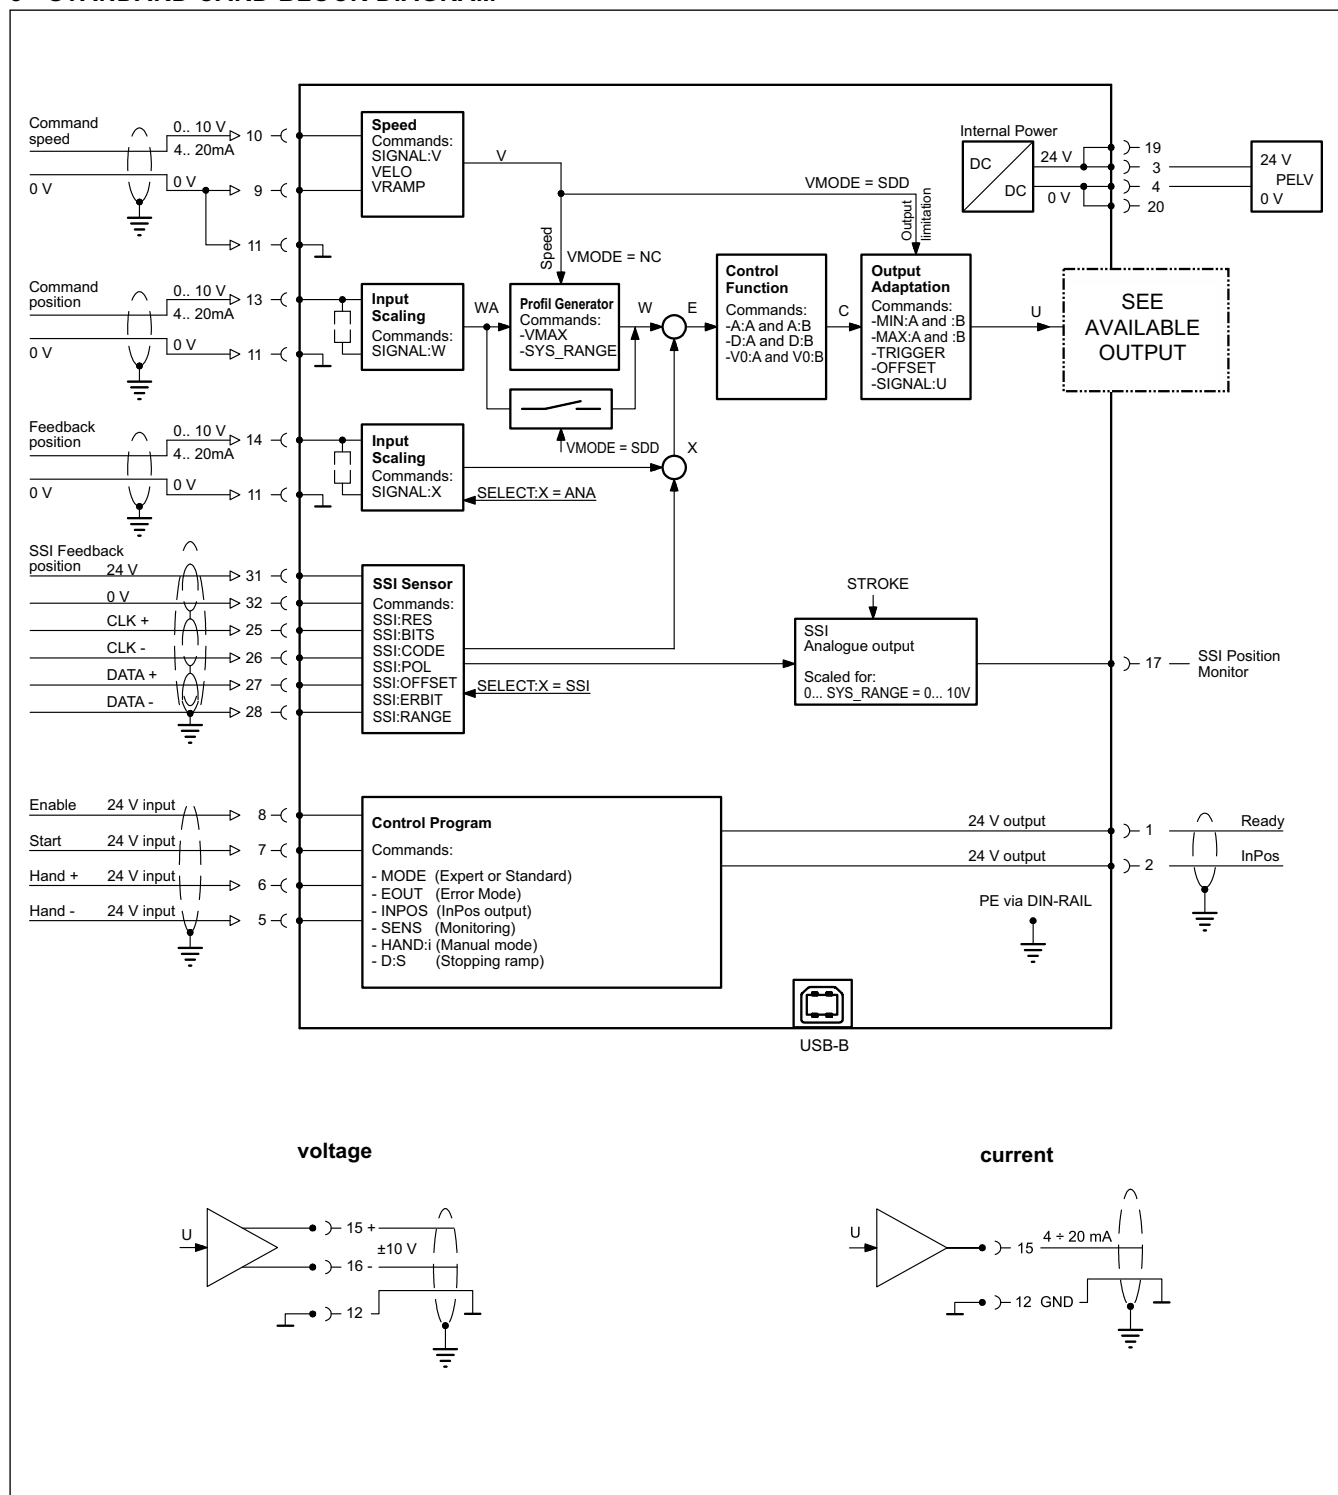 Command
speed
0.. 10 V
4.. 20mA
10
0 V
0 V
9
11
Speed
Commands:
SIGNAL:V
VELO
VRAMP
V
VMODE = SDD
Output
limitation
Speed
VMODE = NC
Internal Power
DC
DC
24 V
0 V
19
3
4
20
24 V
PELV
0 V
Command
position
0.. 10 V
4.. 20mA
13
0 V
0 V
11
Input
Scaling
Commands:
SIGNAL:W
WA
Profil Generator
Commands:
-VMAX
-SYS_RANGE
W
E
Control
Function
Commands:
-A:A and A:B
-D:A and D:B
-V0:A and V0:B
C
Output
Adaptation
Commands:
-MIN:A and :B
-MAX:A and :B
-TRIGGER
-OFFSET
-SIGNAL:U
U
SEE
AVAILABLE
OUTPUT
VMODE = SDD
X
Feedback
position
0.. 10 V
4.. 20mA
14
0 V
0 V
11
Input
Scaling
Commands:
SIGNAL:X
SELECT:X = ANA
SSI Feedback
position
24 V
31
0 V
32
CLK +
25
CLK -
26
DATA +
27
DATA -
28
SSI Sensor
Commands:
SSI:RES
SSI:BITS
SSI:CODE
SSI:POL
SSI:OFFSET
SSI:ERBIT
SSI:RANGE
SELECT:X = SSI
STROKE
SSI
Analogue output
Scaled for:
0... SYS_RANGE = 0... 10V
17
SSI Position
Monitor
Enable 24 V input
8
Start 24 V input
7
Hand + 24 V input
6
Hand - 24 V input
5
Control Program
Commands:
- MODE (Expert or Standard)
- EOUT (Error Mode)
- INPOS (InPos output)
- SENS (Monitoring)
- HAND:i (Manual mode)
- D:S (Stopping ramp)
24 V output
1
Ready
24 V output
2
InPos
PE via DIN-RAIL
USB-B
voltage
U
15 +
±10 V
16 -
12
current
U
15
4 ÷ 20 mA
12 GND